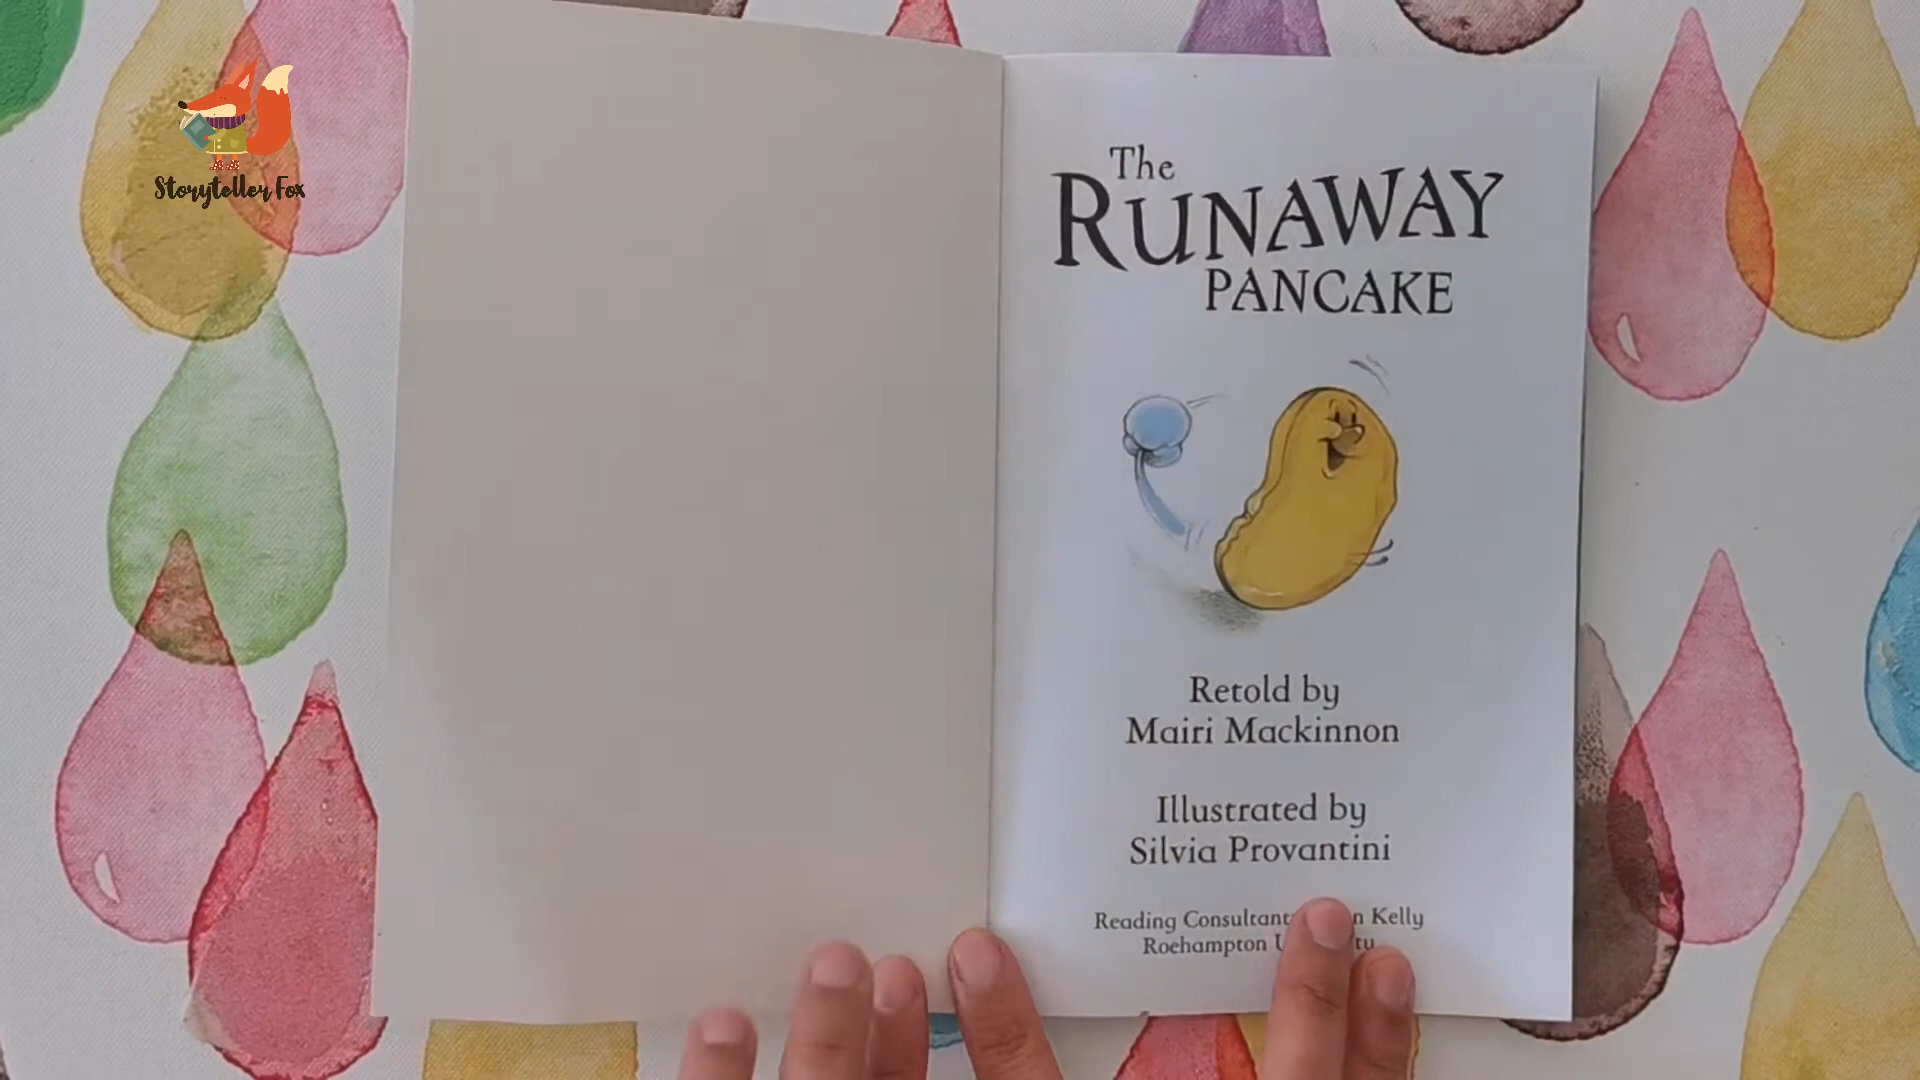 Storyteller Fox
The
RUNAWAY
PANCAKE
Retold by
Mairi Mackinnon
Illustrated by
Silvia Provantini
Reading Consultant Kelly
Roehampton